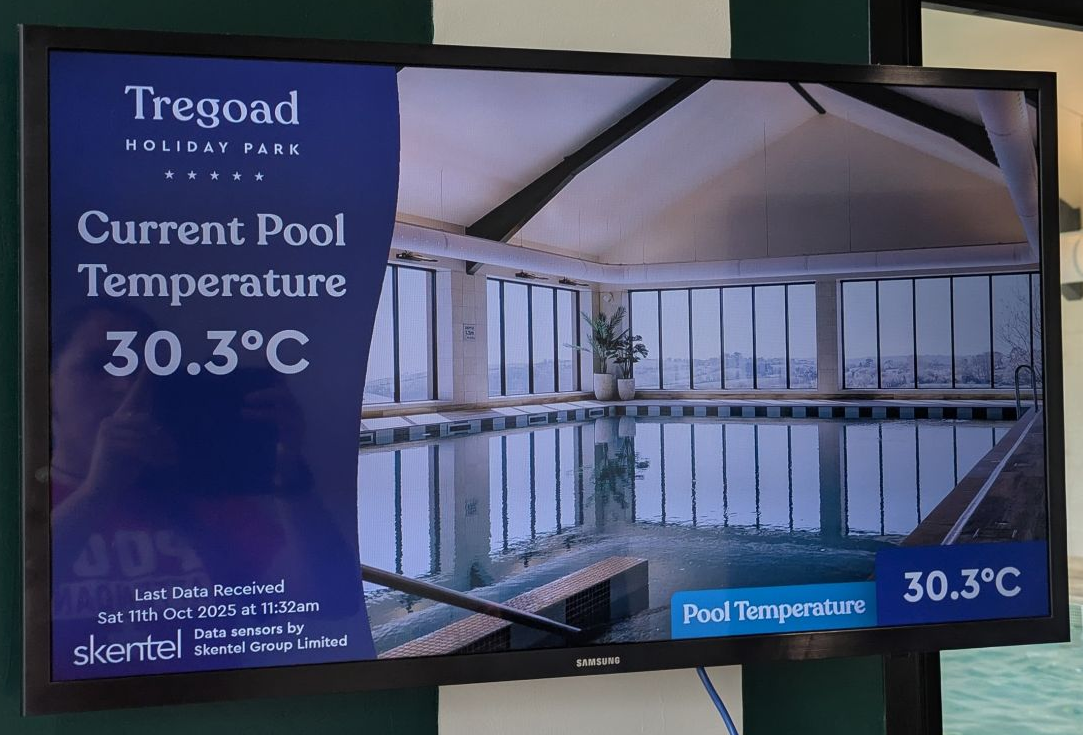 Tregoad
HOLIDAY PARK
Current Pool
Temperature
30.3°C
Last Data Received
Sat 11th Oct 2025 at 11:32am
skentel
Data sensors by
Skentel Group Limited
Pool Temperature
30.3°C
SAMSUNG